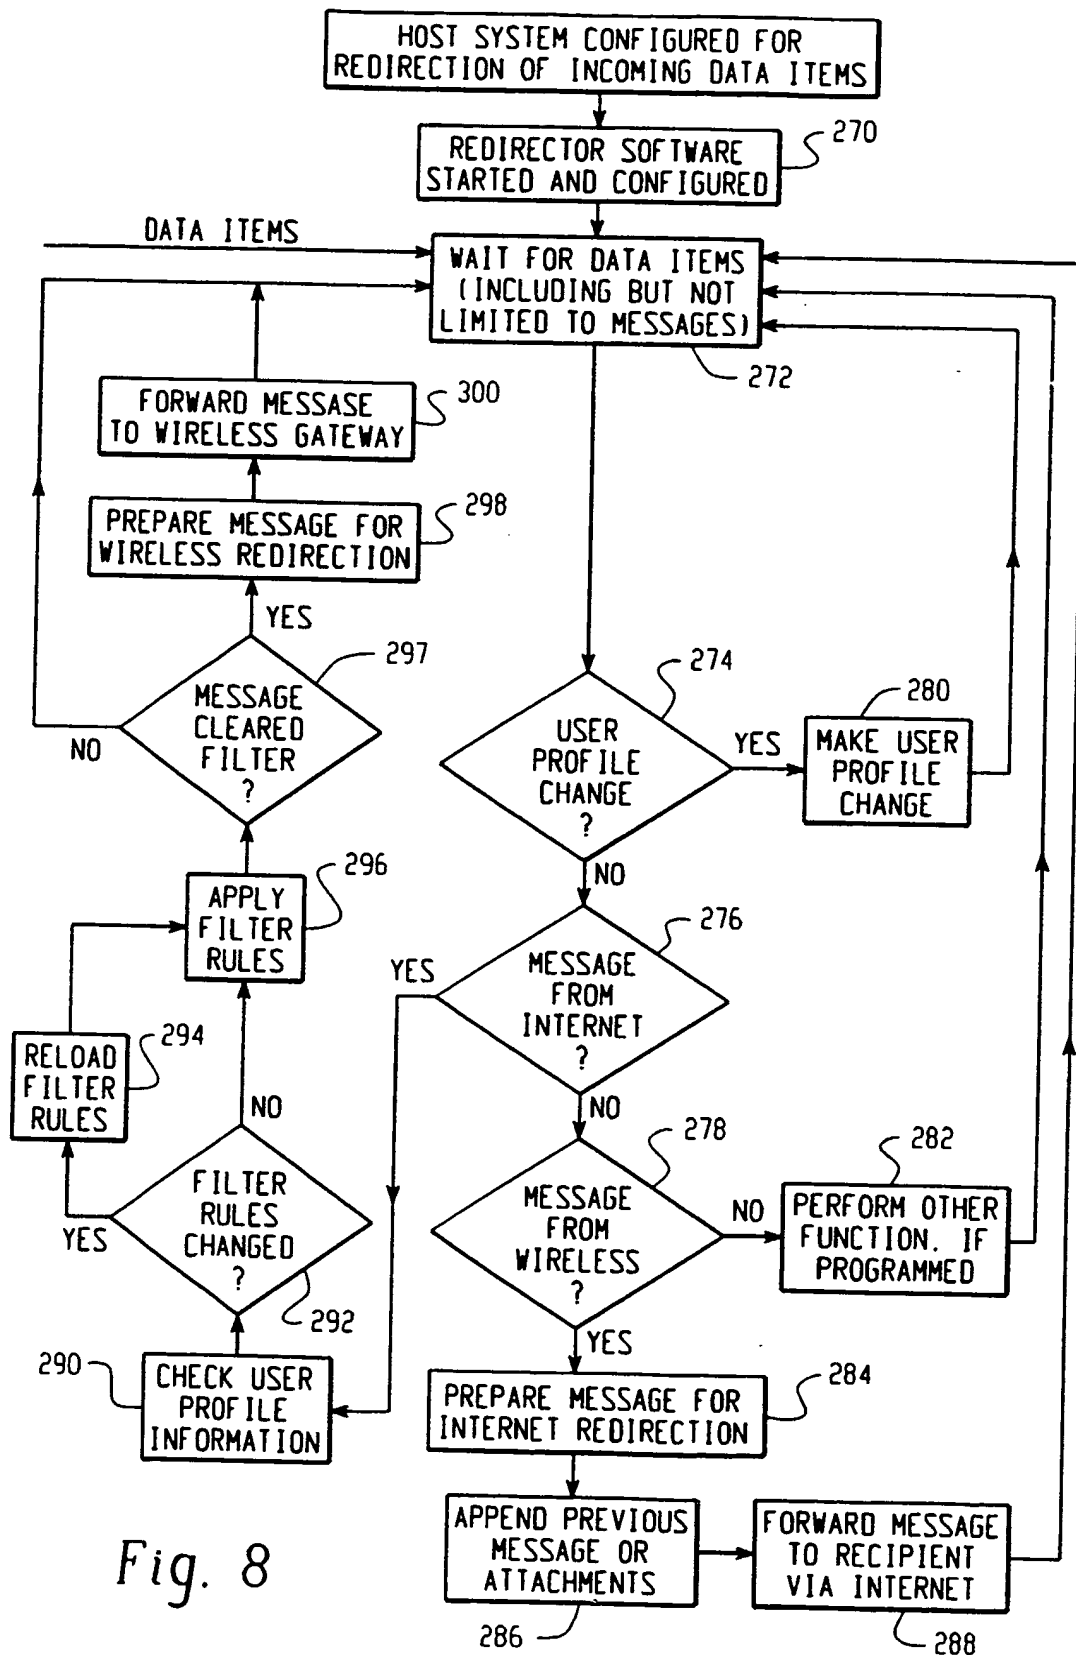 HOST SYSTEM CONFIGURED FOR
REDIRECTION OF INCOMING DATA ITEMS
270
REDIRECTOR SOFTWARE
STARTED AND CONFIGURED
DATA ITEMS
WAIT FOR DATA ITEMS
(INCLUDING BUT NOT
LIMITED TO MESSAGES)
272
300
FORWARD MESSASE
TO WIRELESS GATEWAY
298
PREPARE MESSAGE FOR
WIRELESS REDIRECTION
YES
297
MESSAGE
CLEARED
FILTER
?
NO
274
USER
PROFILE
CHANGE
?
YES
280
MAKE USER
PROFILE
CHANGE
NO
296
APPLY
FILTER
RULES
276
MESSAGE
FROM
INTERNET
?
YES
NO
294
RELOAD
FILTER
RULES
NO
FILTER
RULES
CHANGED
?
YES
292
278
MESSAGE
FROM
WIRELESS
?
NO
282
PERFORM OTHER
FUNCTION. IF
PROGRAMMED
YES
290
CHECK USER
PROFILE
INFORMATION
284
PREPARE MESSAGE FOR
INTERNET REDIRECTION
APPEND PREVIOUS
MESSAGE OR
ATTACHMENTS
286
FORWARD MESSAGE
TO RECIPIENT
VIA INTERNET
288
Fig. 8